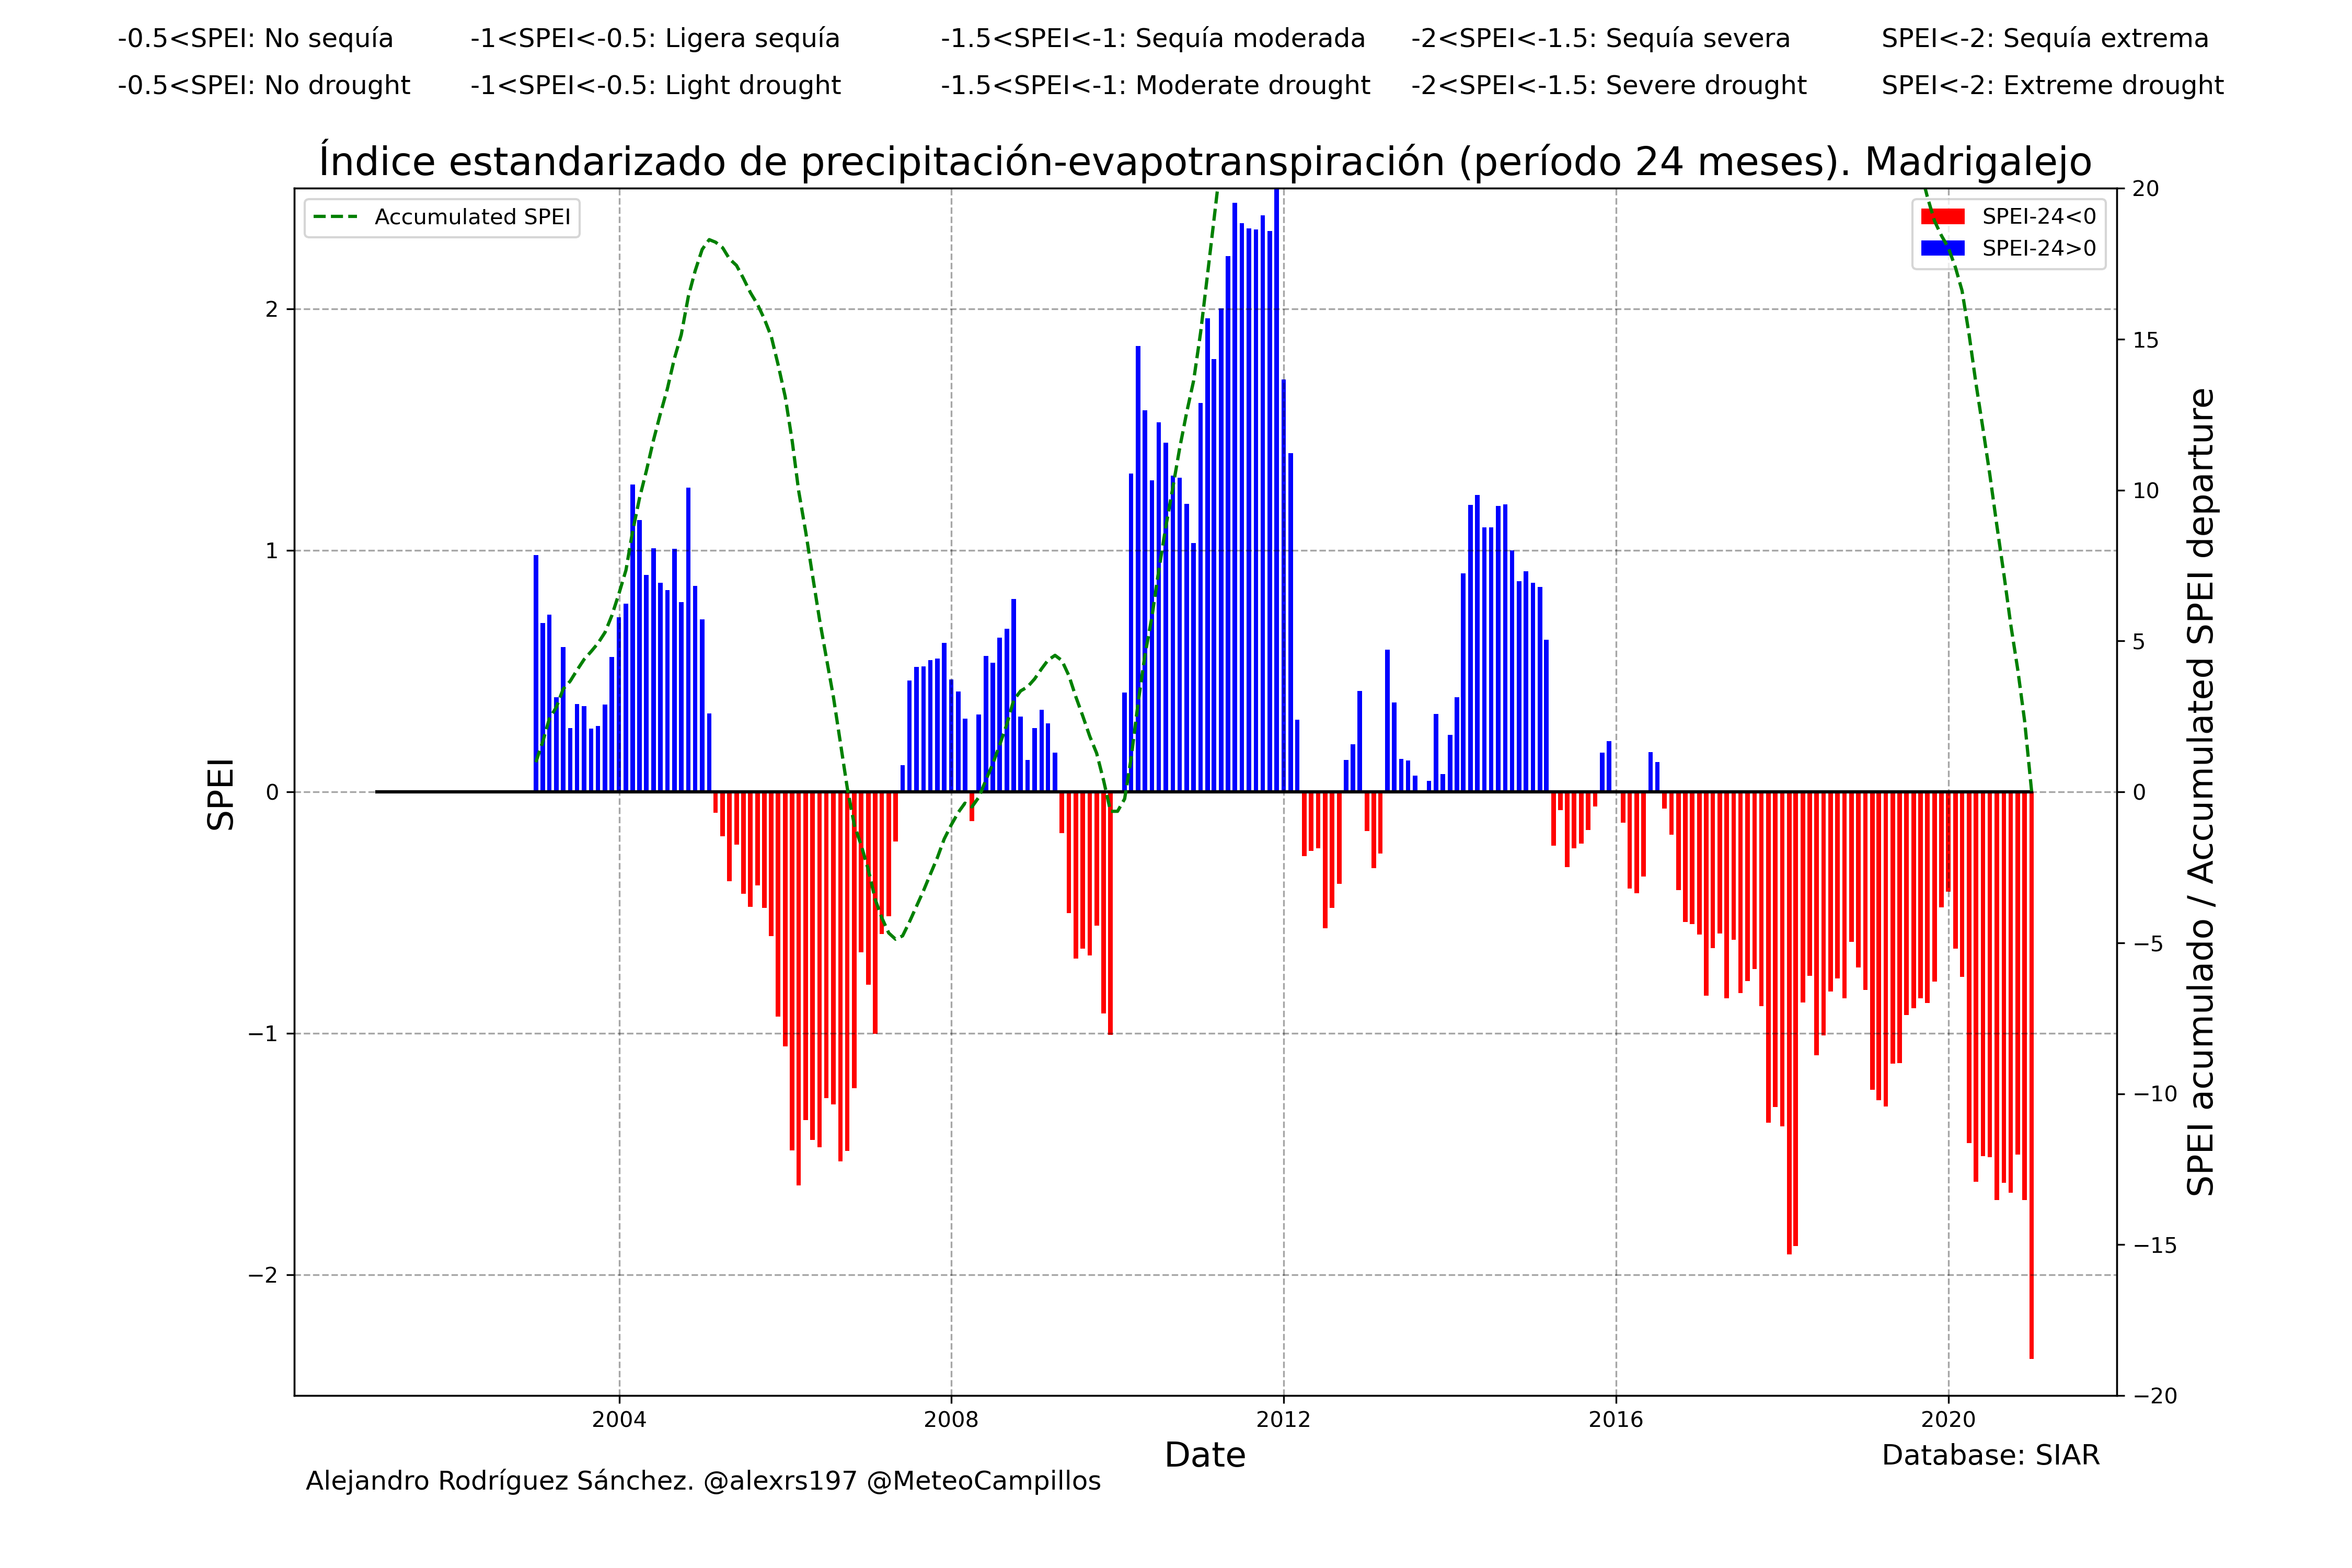 -0.5<SPEI: No sequía
-1<SPEI<-0.5: Ligera sequía
-1.5<SPEI<-1: Sequía moderada
-2<SPEI<-1.5: Sequía severa
SPEI<-2: Sequía extrema
-0.5<SPEI: No drought
-1<SPEI<-0.5: Light drought
-1.5<SPEI<-1: Moderate drought
-2<SPEI<-1.5: Severe drought
SPEI<-2: Extreme drought
Índice estandarizado de precipitación-evapotranspiración (período 24 meses). Madrigalejo
Accumulated SPEI
SPEI-24<0
SPEI-24>0
SPEI
2
1
0
−1
−2
20
15
10
5
0
−5
−10
−15
−20
SPEI acumulado / Accumulated SPEI departure
2004
2008
2012
2016
2020
Date
Database: SIAR
Alejandro Rodríguez Sánchez. @alexrs197 @MeteoCampillos